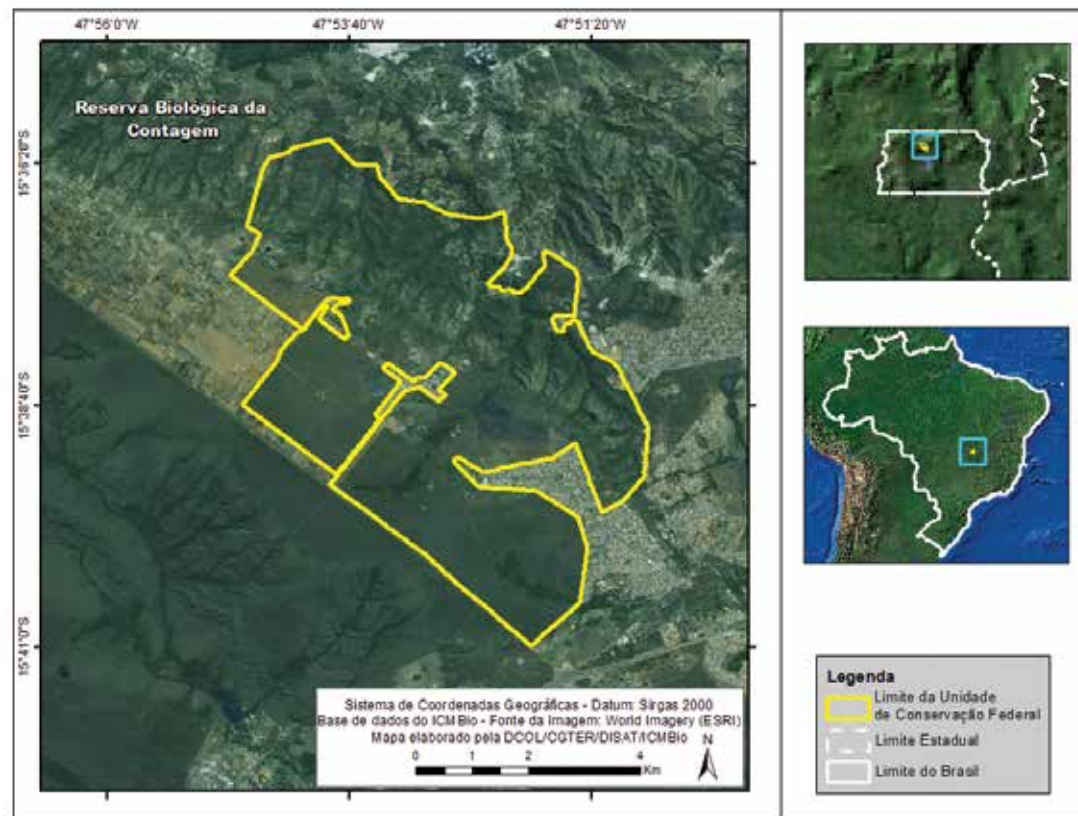 47°56'0"W
47°53'40"W
47°51'20"W
Reserva Biológica da
Contagem
15°36'20"S
15°38'40"S
15°41'0"S
Sistema de Coordenadas Geográficas - Datum: Sirgas 2000
Base de dados do ICMBio - Fonte da Imagem: World Imagery (ESRI)
Mapa elaborado pela DCOL/CGTER/DISAT/ICMBio
N
0 1 2 4
Km
Legenda
Limite da Unidade
de Conservação Federal
Limite Estadual
Limite do Brasil